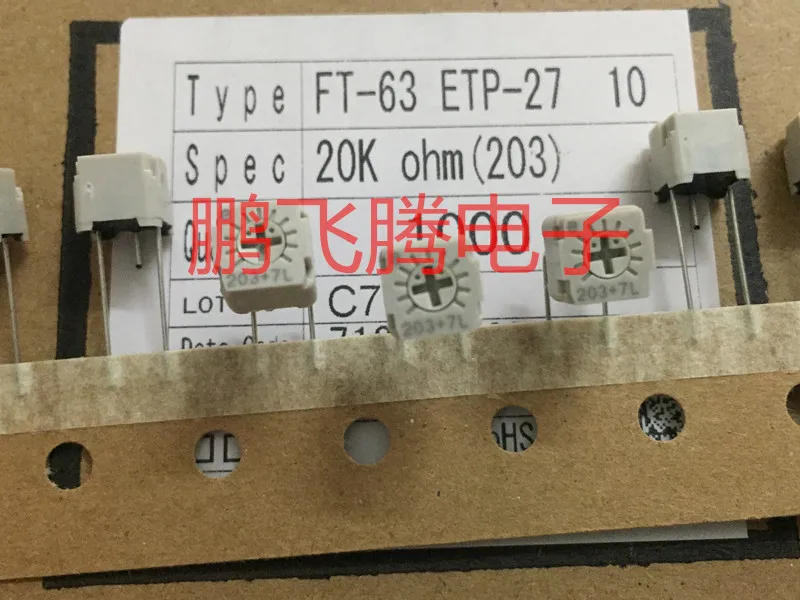 Type FT-63 ETP-27 10
Spec 20K ohm(203)
1000
鹏飞腾电子
LOT C7
203+7L
203+7L
203+7L